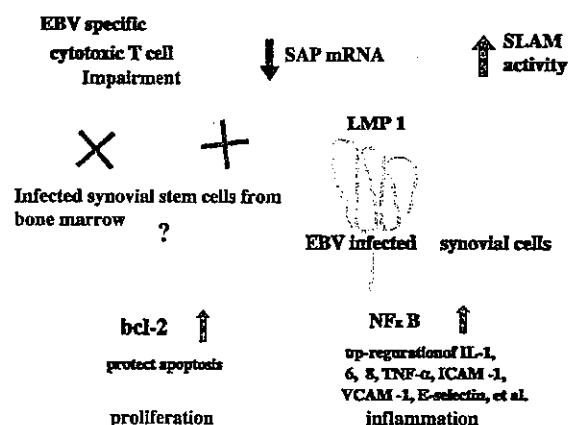 EBV specific
cytotoxic T cell
Impairment
SAP mRNA
SLAM
activity
LMP 1
Infected synovial stem cells from
bone marrow
?
EBV infected synovial cells
bcl-2
protect apoptosis
proliferation
NFκ B
up-regurationof IL-1,
6, 8, TNF-α, ICAM -1,
VCAM -1, E-selectin, et al.
inflammation